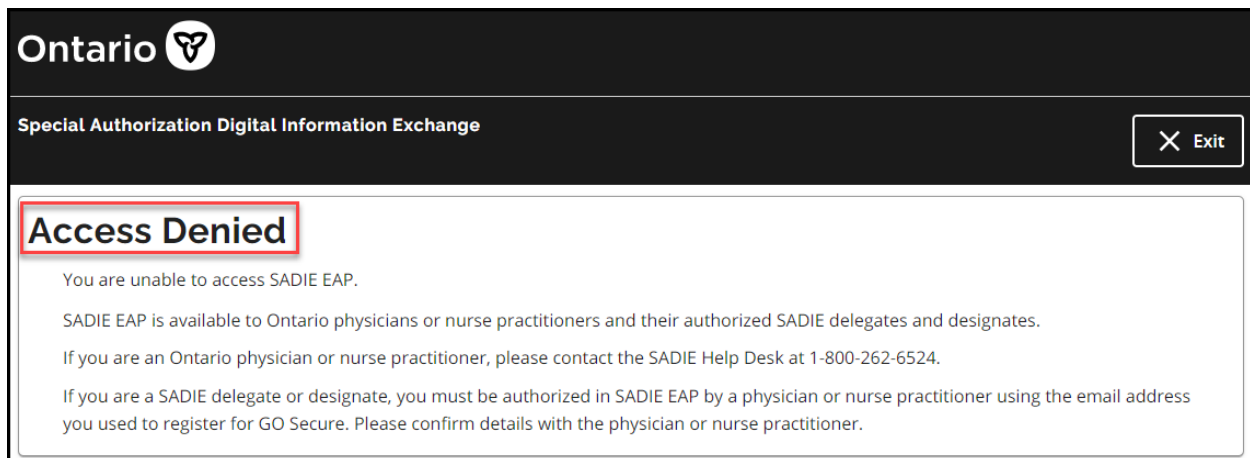 Ontario
Special Authorization Digital Information Exchange
Exit
Access Denied
You are unable to access SADIE EAP.
SADIE EAP is available to Ontario physicians or nurse practitioners and their authorized SADIE delegates and designates.
If you are an Ontario physician or nurse practitioner, please contact the SADIE Help Desk at 1-800-262-6524.
If you are a SADIE delegate or designate, you must be authorized in SADIE EAP by a physician or nurse practitioner using the email address
you used to register for GO Secure. Please confirm details with the physician or nurse practitioner.